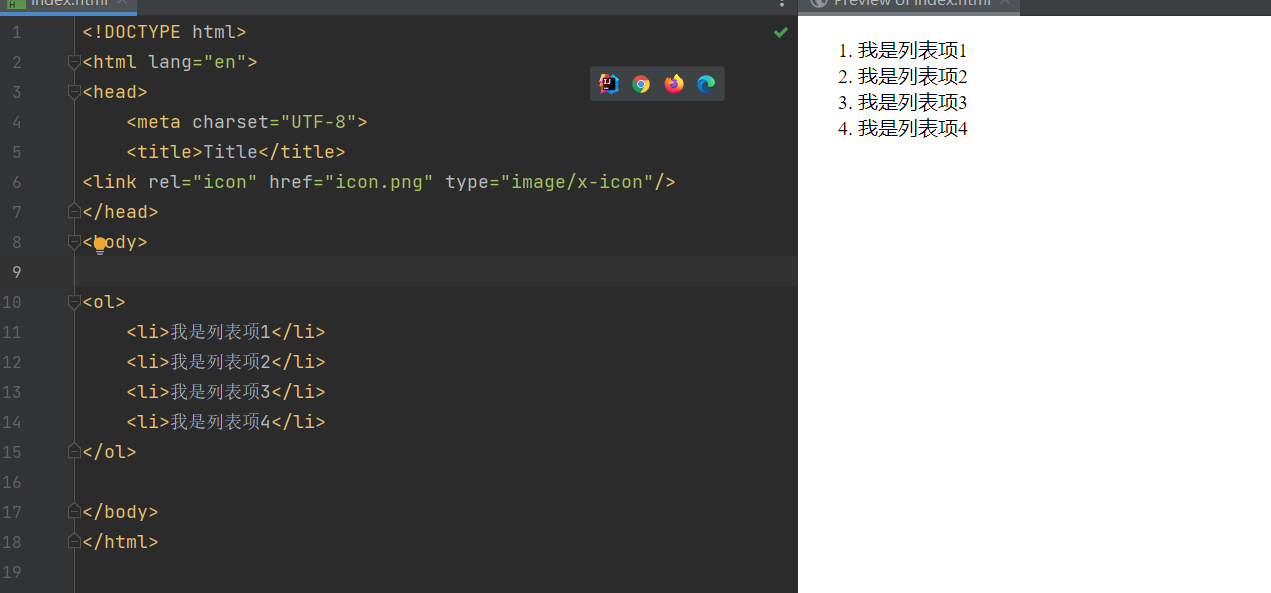 index.html
Preview of index.html
1 <!DOCTYPE html>
2 <html lang="en">
3 <head>
4 <meta charset="UTF-8">
5 <title>Title</title>
6 <link rel="icon" href="icon.png" type="image/x-icon"/>
7 </head>
8 <body>
9
10 <ol>
11 <li>我是列表项1</li>
12 <li>我是列表项2</li>
13 <li>我是列表项3</li>
14 <li>我是列表项4</li>
15 </ol>
16
17 </body>
18 </html>
19
1. 我是列表项1
2. 我是列表项2
3. 我是列表项3
4. 我是列表项4